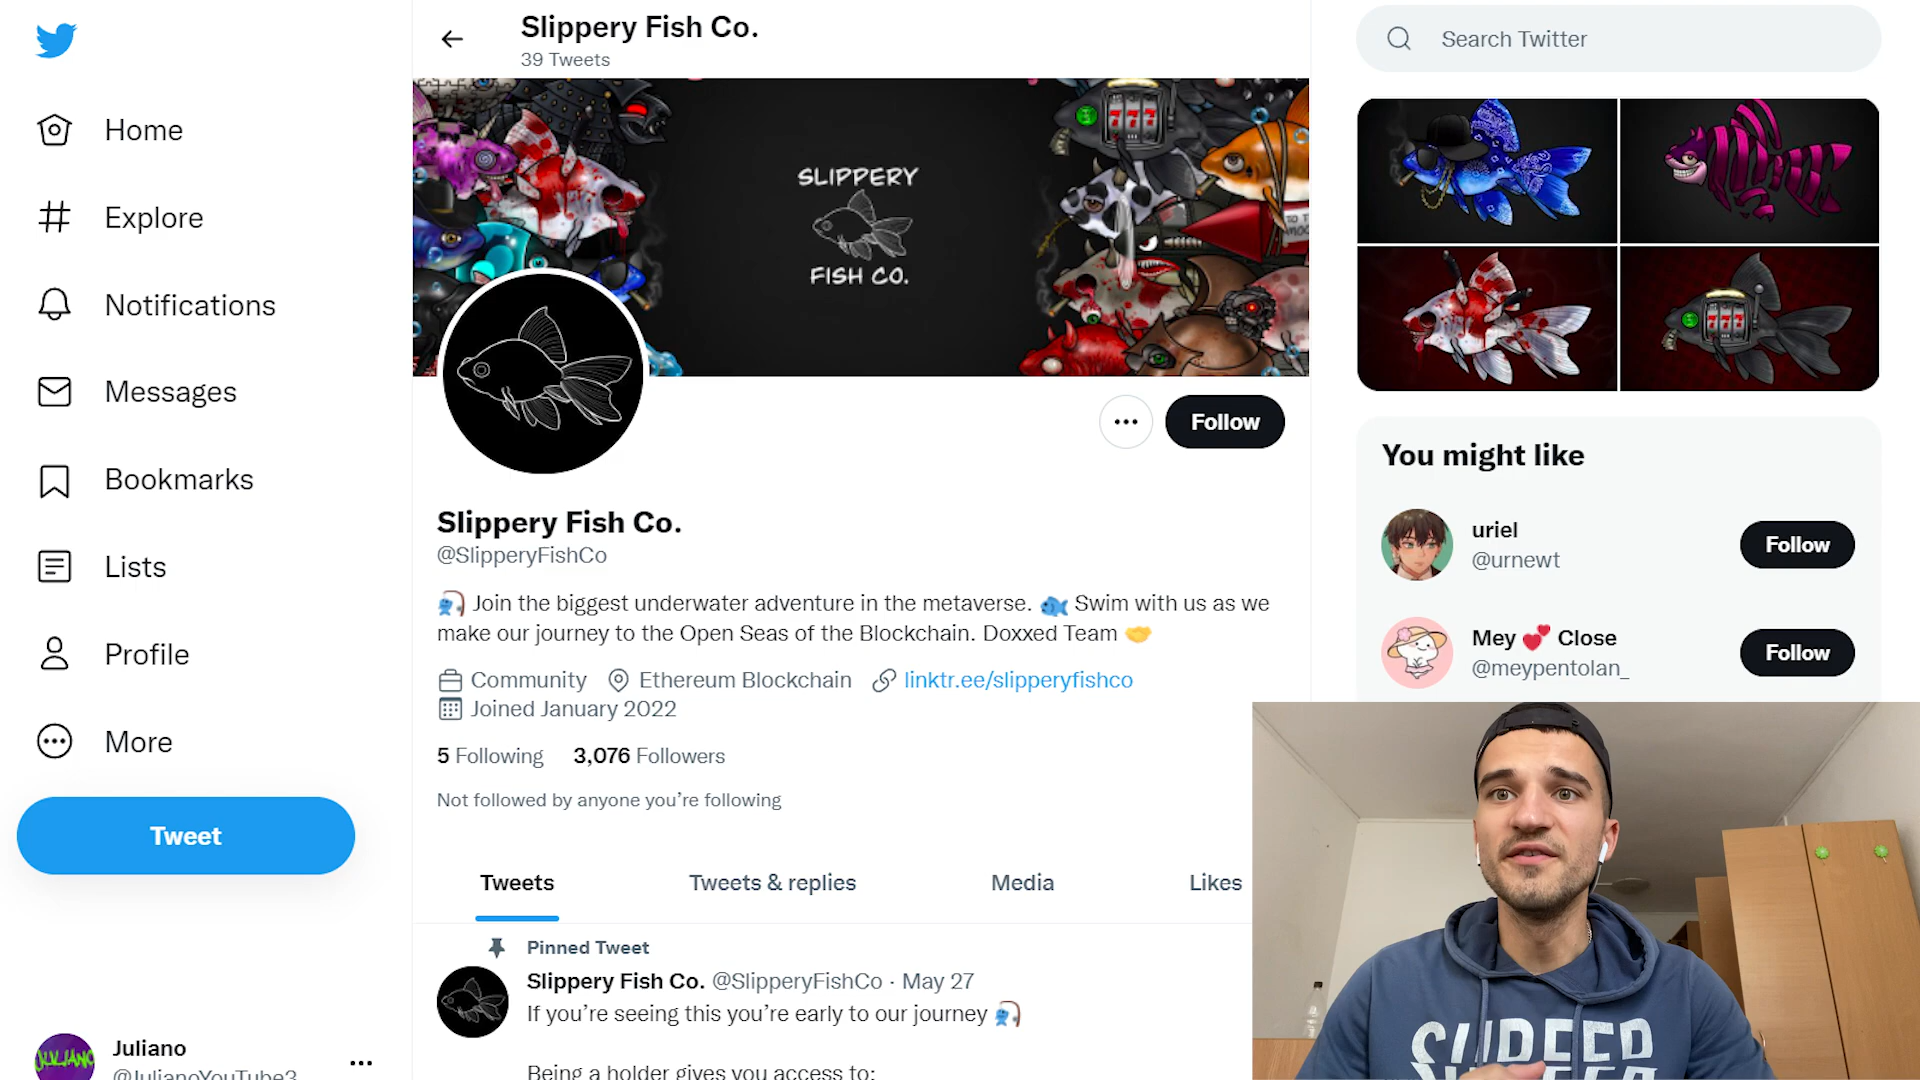 Slippery Fish Co.
39 Tweets
Search Twitter
Home
Explore
Notifications
Messages
Bookmarks
Lists
Profile
More
Tweet
Juliano
@JulianoYouTube3
SLIPPERY
FISH CO.
777
TO T
MOO
Follow
Slippery Fish Co.
@SlipperyFishCo
Join the biggest underwater adventure in the metaverse. Swim with us as we
make our journey to the Open Seas of the Blockchain. Doxxed Team
Community Ethereum Blockchain linktr.ee/slipperyfishco
Joined January 2022
5 Following 3,076 Followers
Not followed by anyone you’re following
Tweets Tweets & replies Media Likes
Pinned Tweet
Slippery Fish Co. @SlipperyFishCo · May 27
If you’re seeing this you’re early to our journey
Being a holder gives you access to:
777
You might like
uriel
@urnewt
Follow
Mey Close
@meypentolan_
Follow